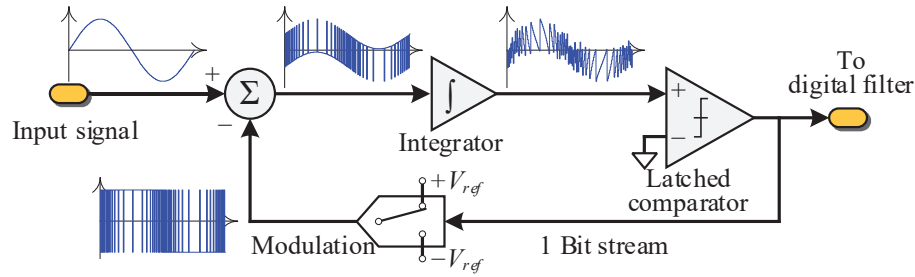 Input signal
+
−
Σ
∫
Integrator
+
−
Latched
comparator
To
digital filter
+V_ref
−V_ref
Modulation
1 Bit stream